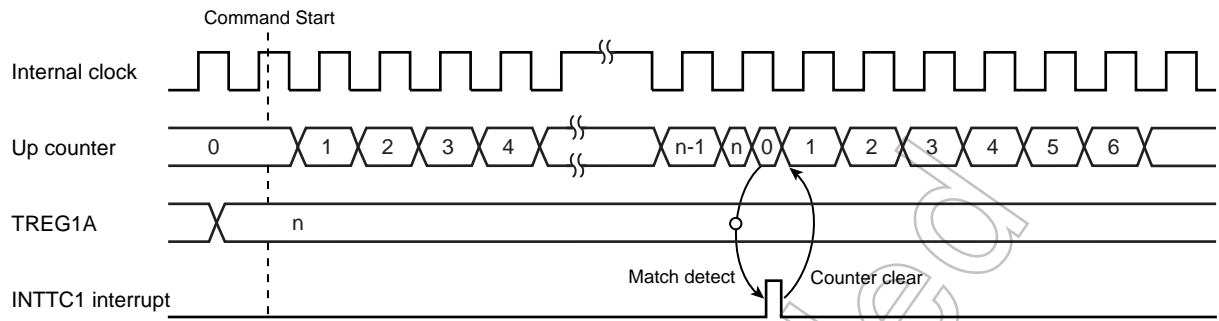 Command Start
Internal clock
Up counter 0 1 2 3 4 n-1 n 0 1 2 3 4 5 6
TREG1A n
Match detect Counter clear
INTTC1 interrupt